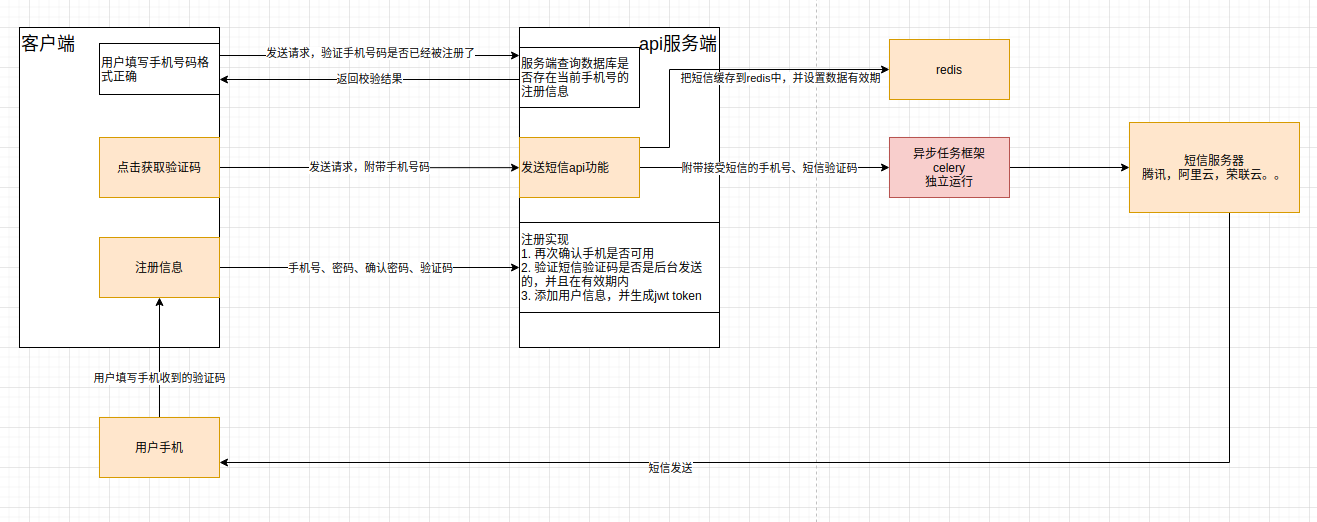 客户端
api服务端
用户填写手机号码格
式正确
发送请求，验证手机号码是否已经被注册了
返回校验结果
服务端查询数据库是
否存在当前手机号的
注册信息
把短信缓存到redis中，并设置数据有效期
redis
点击获取验证码
发送请求，附带手机号码
发送短信api功能
附带接受短信的手机号、短信验证码
异步任务框架
celery
独立运行
短信服务器
腾讯，阿里云，荣联云。。
注册信息
手机号、密码、确认密码、验证码
注册实现
1. 再次确认手机是否可用
2. 验证短信验证码是否是后台发送
的，并且在有效期内
3. 添加用户信息，并生成jwt token
用户填写手机收到的验证码
用户手机
短信发送